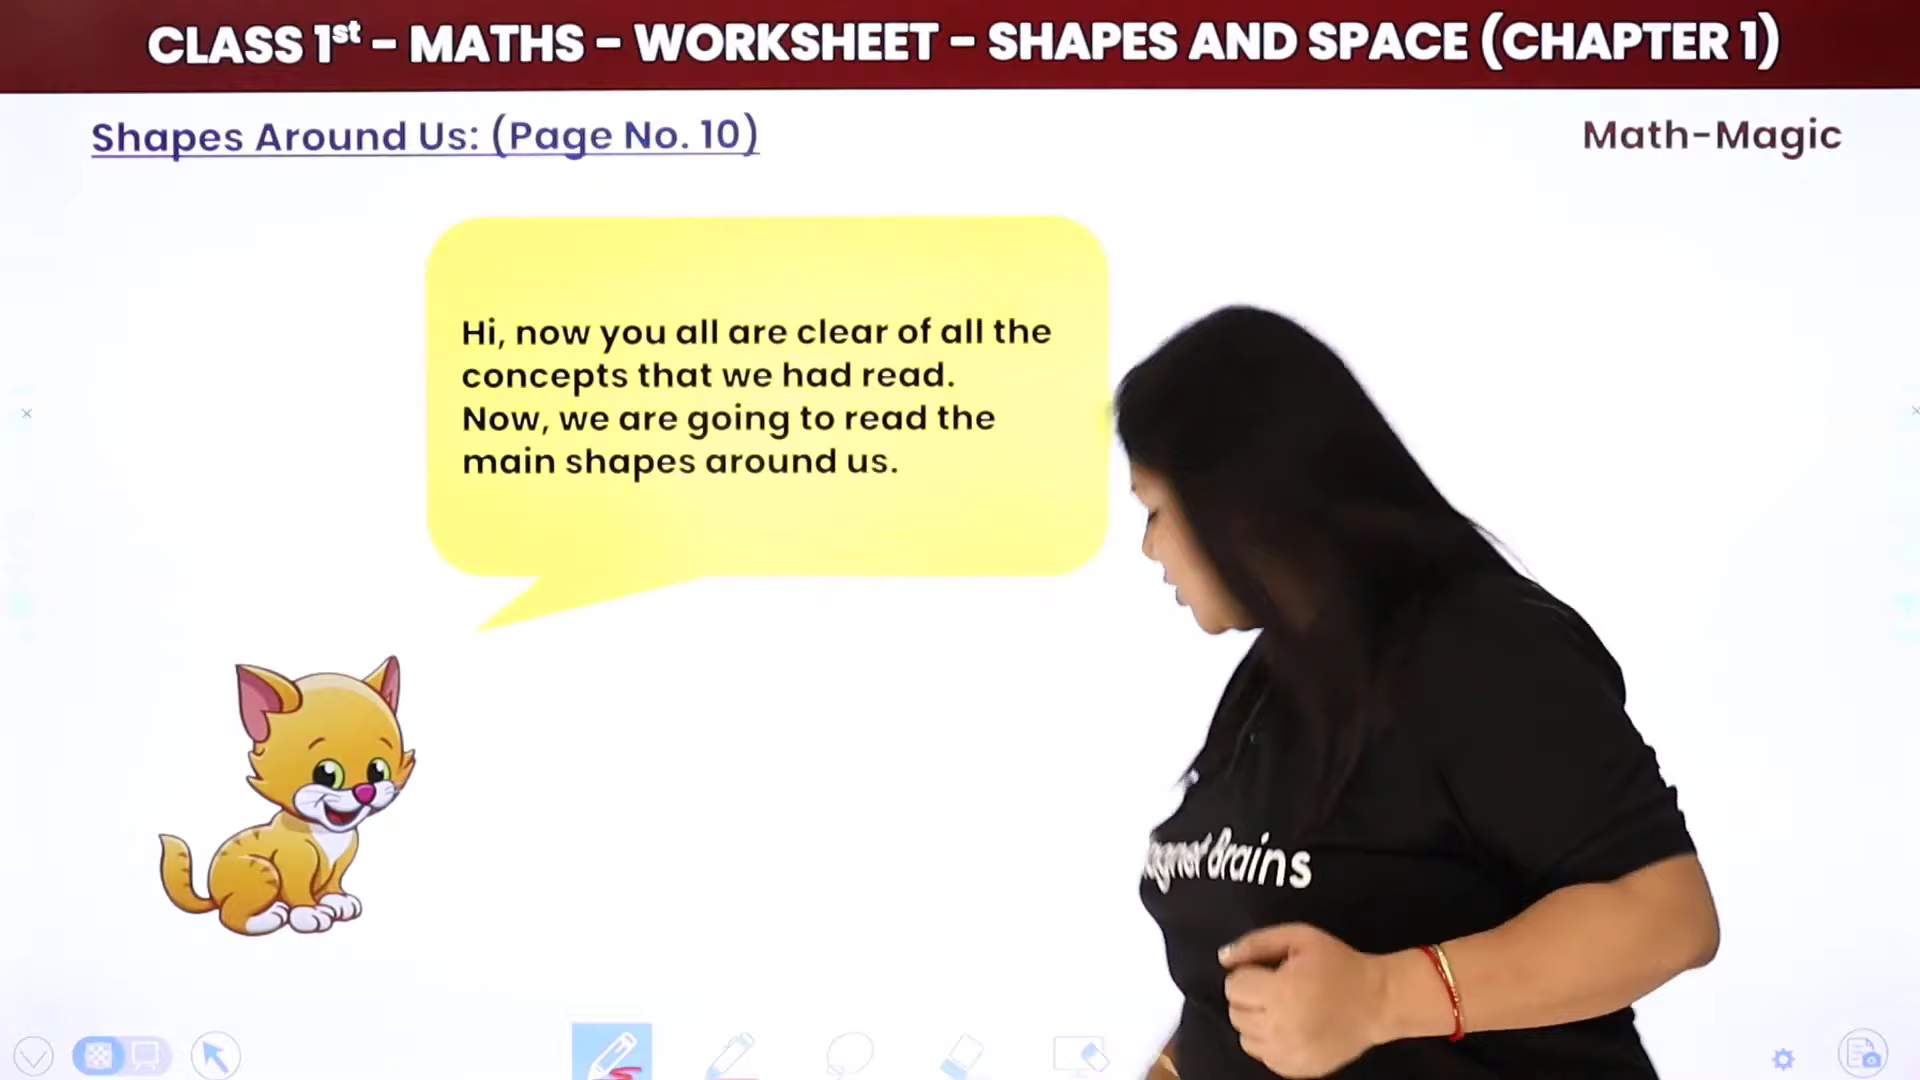 CLASS 1st - MATHS - WORKSHEET - SHAPES AND SPACE (CHAPTER 1)
Shapes Around Us: (Page No. 10)
Math-Magic
Hi, now you all are clear of all the
concepts that we had read.
Now, we are going to read the
main shapes around us.
Brains